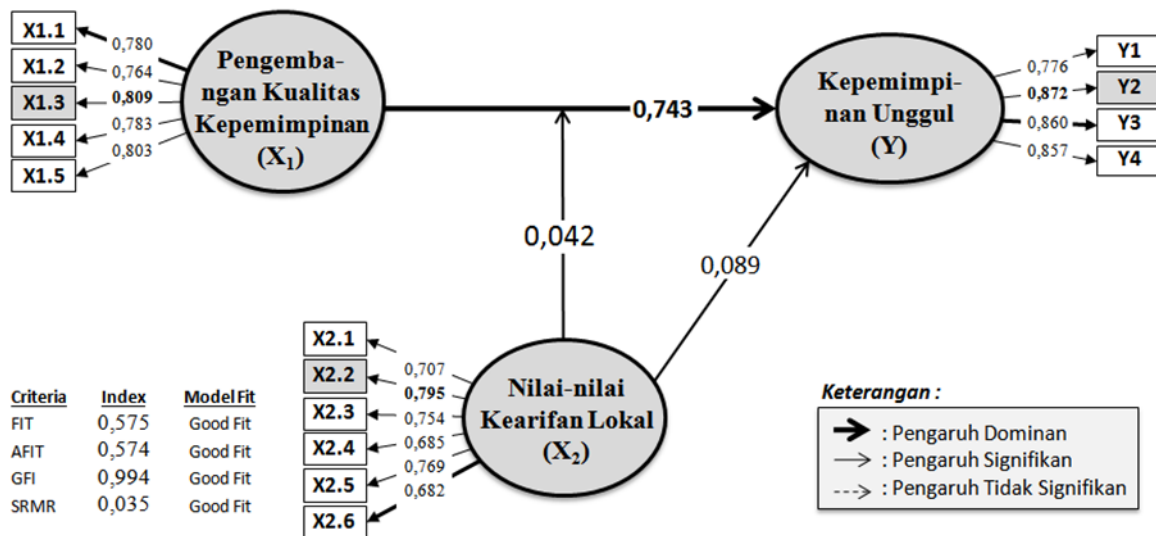 X1.1
X1.2
X1.3
X1.4
X1.5
0,780
0,764
0,809
0,783
0,803
Pengemba-
ngan Kualitas
Kepemimpinan
(X₁)
0,743
Kepemimpi-
nan Unggul
(Y)
0,776
0,872
0,860
0,857
Y1
Y2
Y3
Y4
0,042
0,089
X2.1
X2.2
X2.3
X2.4
X2.5
X2.6
0,707
0,795
0,754
0,685
0,769
0,682
Nilai-nilai
Kearifan Lokal
(X₂)
Criteria Index Model Fit
FIT 0,575 Good Fit
AFIT 0,574 Good Fit
GFI 0,994 Good Fit
SRMR 0,035 Good Fit
Keterangan :
: Pengaruh Dominan
: Pengaruh Signifikan
: Pengaruh Tidak Signifikan